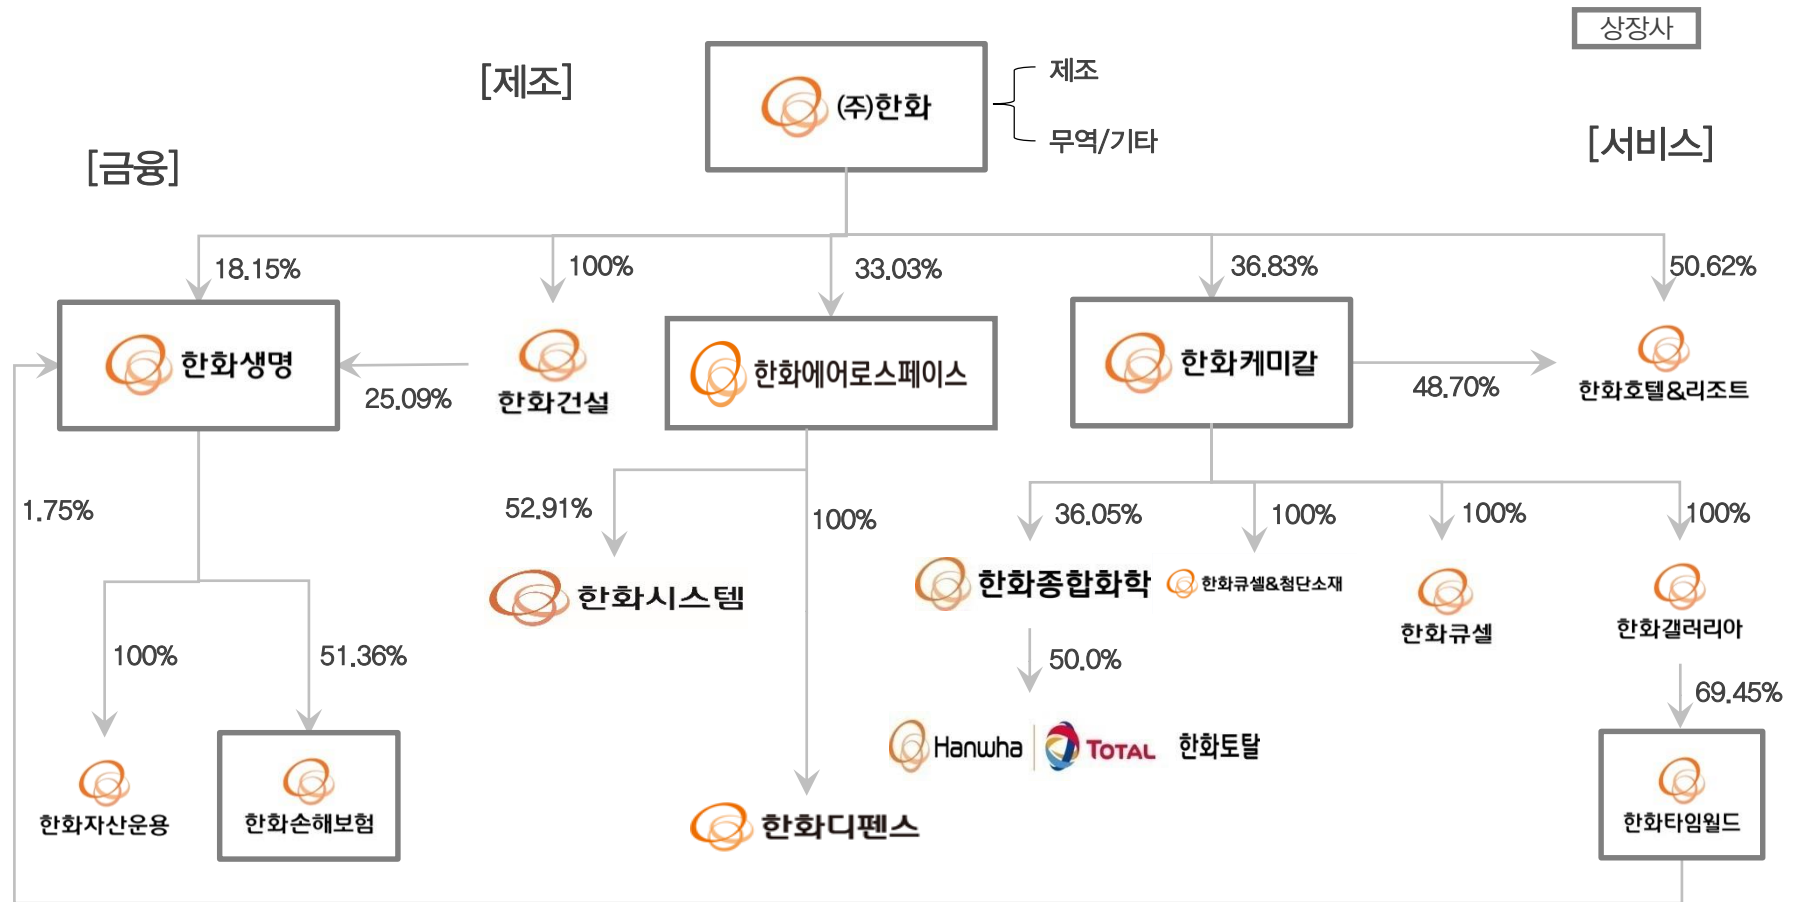 상장사
[제조]
(주)한화
제조
무역/기타
[서비스]
[금융]
18.15%
100%
33.03%
36.83%
50.62%
한화생명
25.09%
한화건설
한화에어로스페이스
한화케미칼
48.70%
한화호텔&리조트
1.75%
52.91%
100%
36.05%
100%
100%
100%
한화시스템
한화종합화학
한화큐셀&첨단소재
한화큐셀
한화갤러리아
100%
51.36%
50.0%
69.45%
Hanwha
TOTAL
한화토탈
한화자산운용
한화손해보험
한화디펜스
한화타임월드